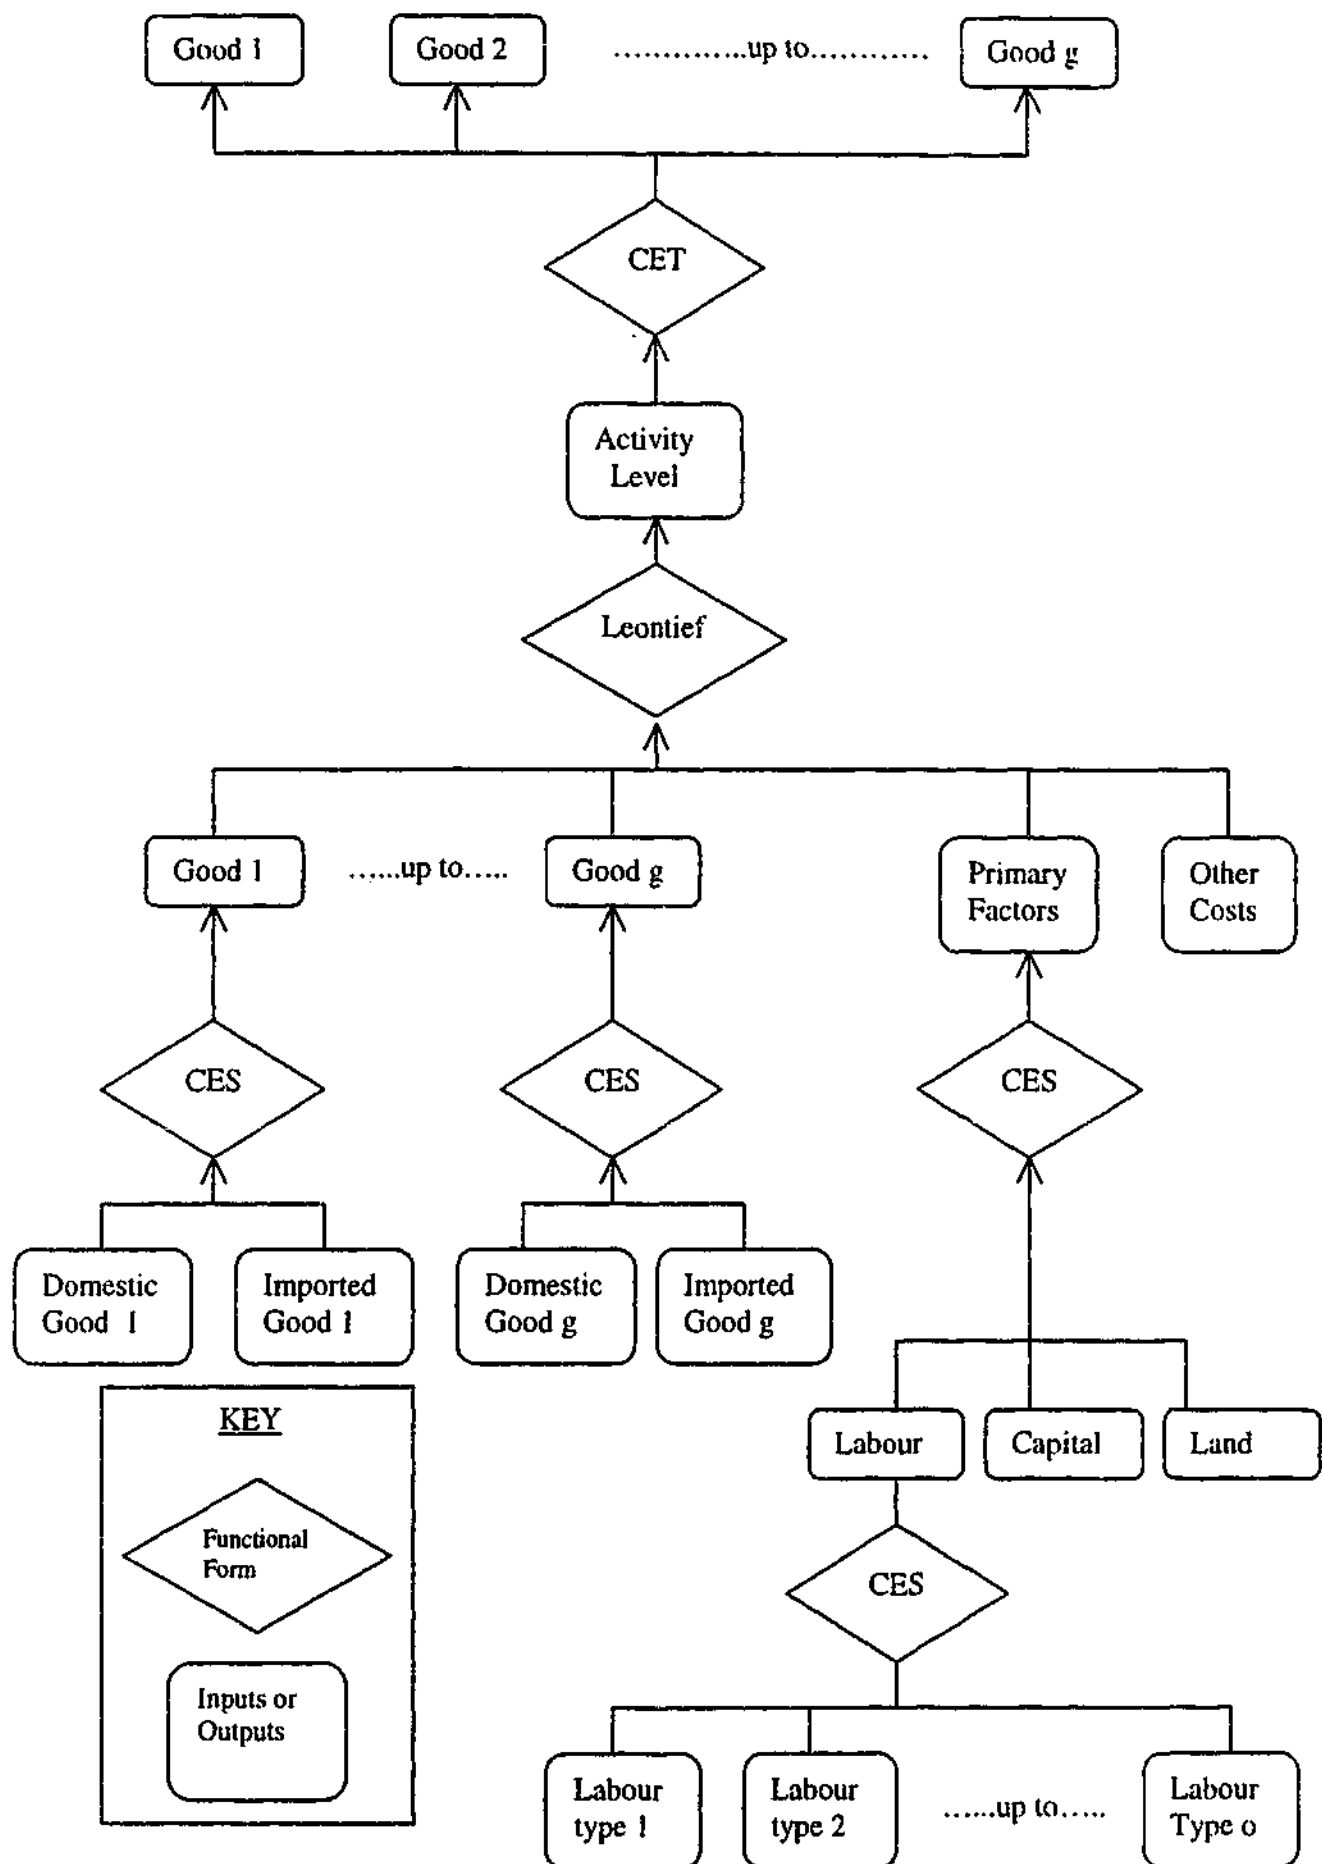 Good 1
Good 2
..............up to............
Good g
CET
Activity
Level
Leontief
Good 1
......up to.....
Good g
Primary
Factors
Other
Costs
CES
CES
CES
Domestic
Good 1
Imported
Good 1
Domestic
Good g
Imported
Good g
KEY
Functional
Form
Inputs or
Outputs
Labour
Capital
Land
CES
Labour
type 1
Labour
type 2
......up to.....
Labour
Type o